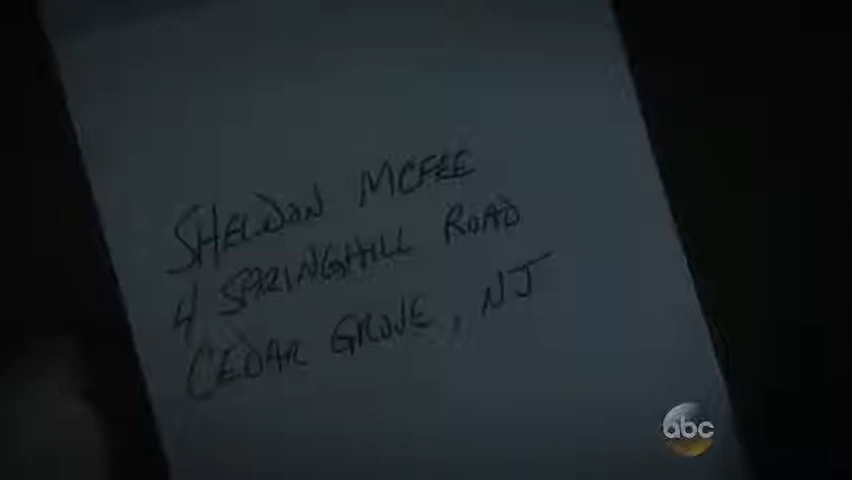 SHELDON MCFEE
4 SPRINGHILL ROAD
CEDAR GROVE, NJ
abc